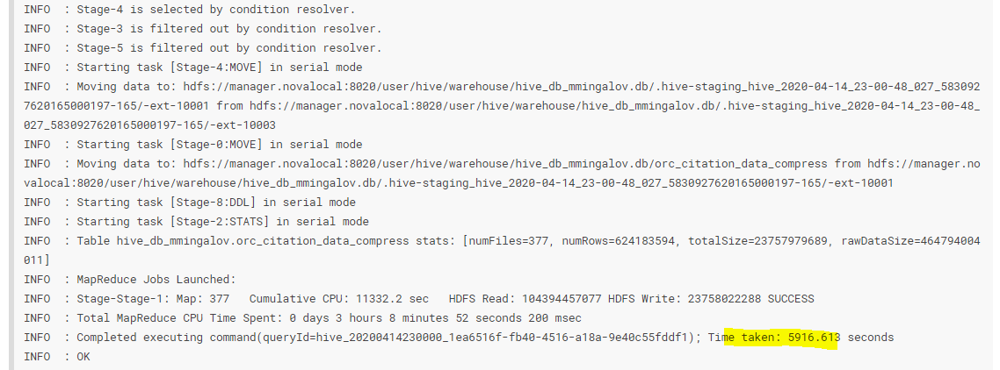 INFO  : Stage-4 is selected by condition resolver.
INFO  : Stage-3 is filtered out by condition resolver.
INFO  : Stage-5 is filtered out by condition resolver.
INFO  : Starting task [Stage-4:MOVE] in serial mode
INFO  : Moving data to: hdfs://manager.novalocal:8020/user/hive/warehouse/hive_db_mmingalov.db/.hive-staging_hive_2020-04-14_23-00-48_027_583092
7620165000197-165/-ext-10001 from hdfs://manager.novalocal:8020/user/hive/warehouse/hive_db_mmingalov.db/.hive-staging_hive_2020-04-14_23-00-48_
027_5830927620165000197-165/-ext-10003
INFO  : Starting task [Stage-0:MOVE] in serial mode
INFO  : Moving data to: hdfs://manager.novalocal:8020/user/hive/warehouse/hive_db_mmingalov.db/orc_citation_data_compress from hdfs://manager.no
valocal:8020/user/hive/warehouse/hive_db_mmingalov.db/.hive-staging_hive_2020-04-14_23-00-48_027_5830927620165000197-165/-ext-10001
INFO  : Starting task [Stage-8:DDL] in serial mode
INFO  : Starting task [Stage-2:STATS] in serial mode
INFO  : Table hive_db_mmingalov.orc_citation_data_compress stats: [numFiles=377, numRows=624183594, totalSize=23757979689, rawDataSize=464794004
011]
INFO  : MapReduce Jobs Launched:
INFO  : Stage-Stage-1: Map: 377   Cumulative CPU: 11332.2 sec   HDFS Read: 104394457077 HDFS Write: 23758022288 SUCCESS
INFO  : Total MapReduce CPU Time Spent: 0 days 3 hours 8 minutes 52 seconds 200 msec
INFO  : Completed executing command(queryId=hive_20200414230000_1ea6516f-fb40-4516-a18a-9e40c55fddf1); Time taken: 5916.613 seconds
INFO  : OK